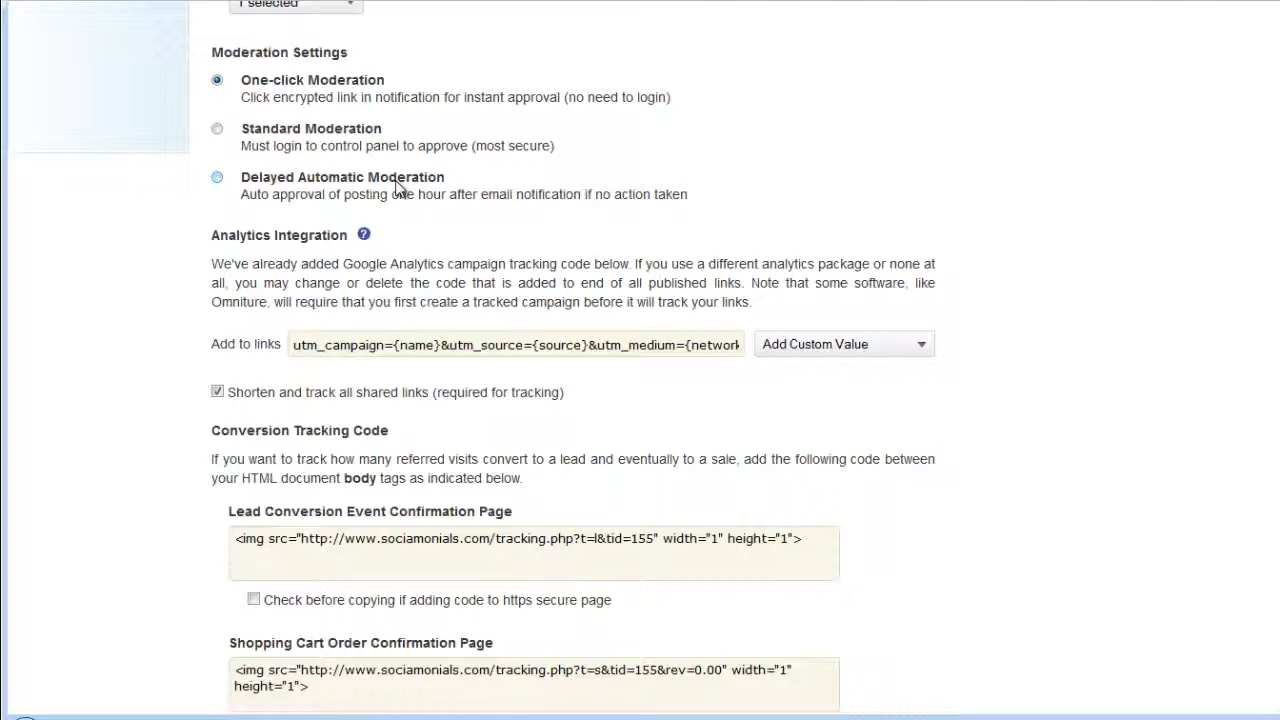 1 selected
Moderation Settings
One-click Moderation
Click encrypted link in notification for instant approval (no need to login)
Standard Moderation
Must login to control panel to approve (most secure)
Delayed Automatic Moderation
Auto approval of posting one hour after email notification if no action taken
Analytics Integration ?
We've already added Google Analytics campaign tracking code below. If you use a different analytics package or none at
all, you may change or delete the code that is added to end of all published links. Note that some software, like
Omniture, will require that you first create a tracked campaign before it will track your links.
Add to links utm_campaign={name}&utm_source={source}&utm_medium={network Add Custom Value
Shorten and track all shared links (required for tracking)
Conversion Tracking Code
If you want to track how many referred visits convert to a lead and eventually to a sale, add the following code between
your HTML document body tags as indicated below.
Lead Conversion Event Confirmation Page
<img src="http://www.sociamonials.com/tracking.php?t=l&tid=155" width="1" height="1">
Check before copying if adding code to https secure page
Shopping Cart Order Confirmation Page
<img src="http://www.sociamonials.com/tracking.php?t=s&tid=155&rev=0.00" width="1"
height="1">